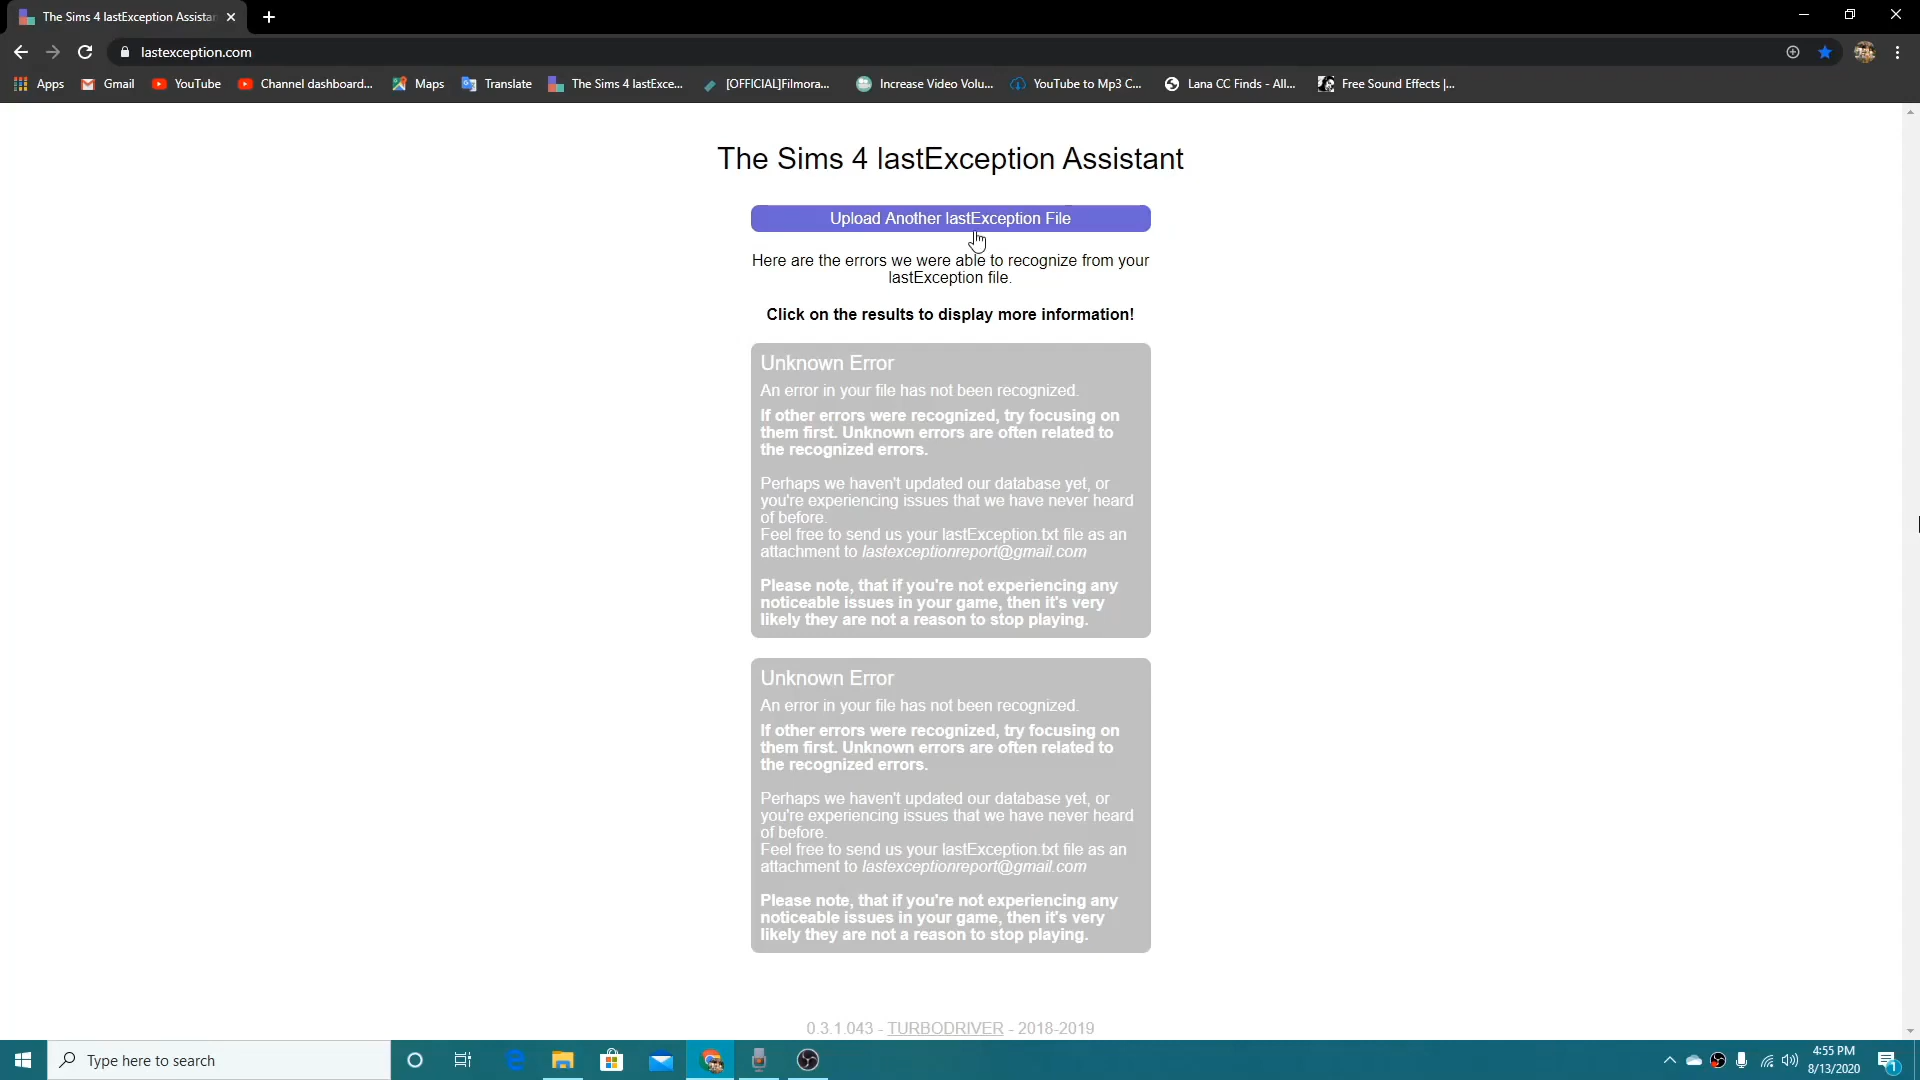 The Sims 4 lastException Assistar
lastexception.com
Apps
Gmail
YouTube
Channel dashboard...
Maps
Translate
The Sims 4 lastExce...
[OFFICIAL]Filmora...
Increase Video Volu...
YouTube to Mp3 C...
Lana CC Finds - All...
Free Sound Effects |...
The Sims 4 lastException Assistant
Upload Another lastException File
Here are the errors we were able to recognize from your
lastException file.
Click on the results to display more information!
Unknown Error
An error in your file has not been recognized.
If other errors were recognized, try focusing on
them first. Unknown errors are often related to
the recognized errors.
Perhaps we haven't updated our database yet, or
you're experiencing issues that we have never heard
of before.
Feel free to send us your lastException.txt file as an
attachment to lastexceptionreport@gmail.com
Please note, that if you're not experiencing any
noticeable issues in your game, then it's very
likely they are not a reason to stop playing.
Unknown Error
An error in your file has not been recognized.
If other errors were recognized, try focusing on
them first. Unknown errors are often related to
the recognized errors.
Perhaps we haven't updated our database yet, or
you're experiencing issues that we have never heard
of before.
Feel free to send us your lastException.txt file as an
attachment to lastexceptionreport@gmail.com
Please note, that if you're not experiencing any
noticeable issues in your game, then it's very
likely they are not a reason to stop playing.
0.3.1.043 - TURBODRIVER - 2018-2019
Type here to search
4:55 PM
8/13/2020
1